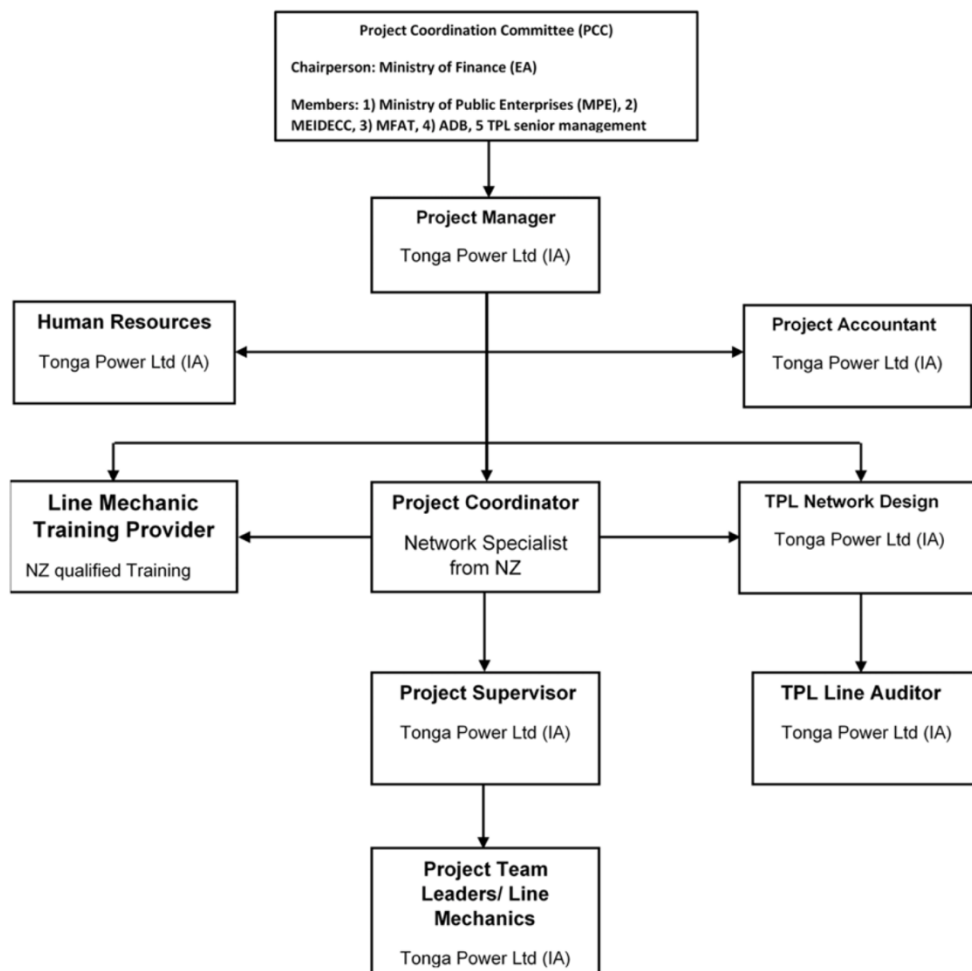 Project Coordination Committee (PCC)
Chairperson: Ministry of Finance (EA)
Members: 1) Ministry of Public Enterprises (MPE), 2)
MEIDECC, 3) MFAT, 4) ADB, 5 TPL senior management
Project Manager
Tonga Power Ltd (IA)
Human Resources
Tonga Power Ltd (IA)
Project Accountant
Tonga Power Ltd (IA)
Line Mechanic
Training Provider
NZ qualified Training
Project Coordinator
Network Specialist
from NZ
TPL Network Design
Tonga Power Ltd (IA)
Project Supervisor
Tonga Power Ltd (IA)
TPL Line Auditor
Tonga Power Ltd (IA)
Project Team
Leaders/ Line
Mechanics
Tonga Power Ltd (IA)